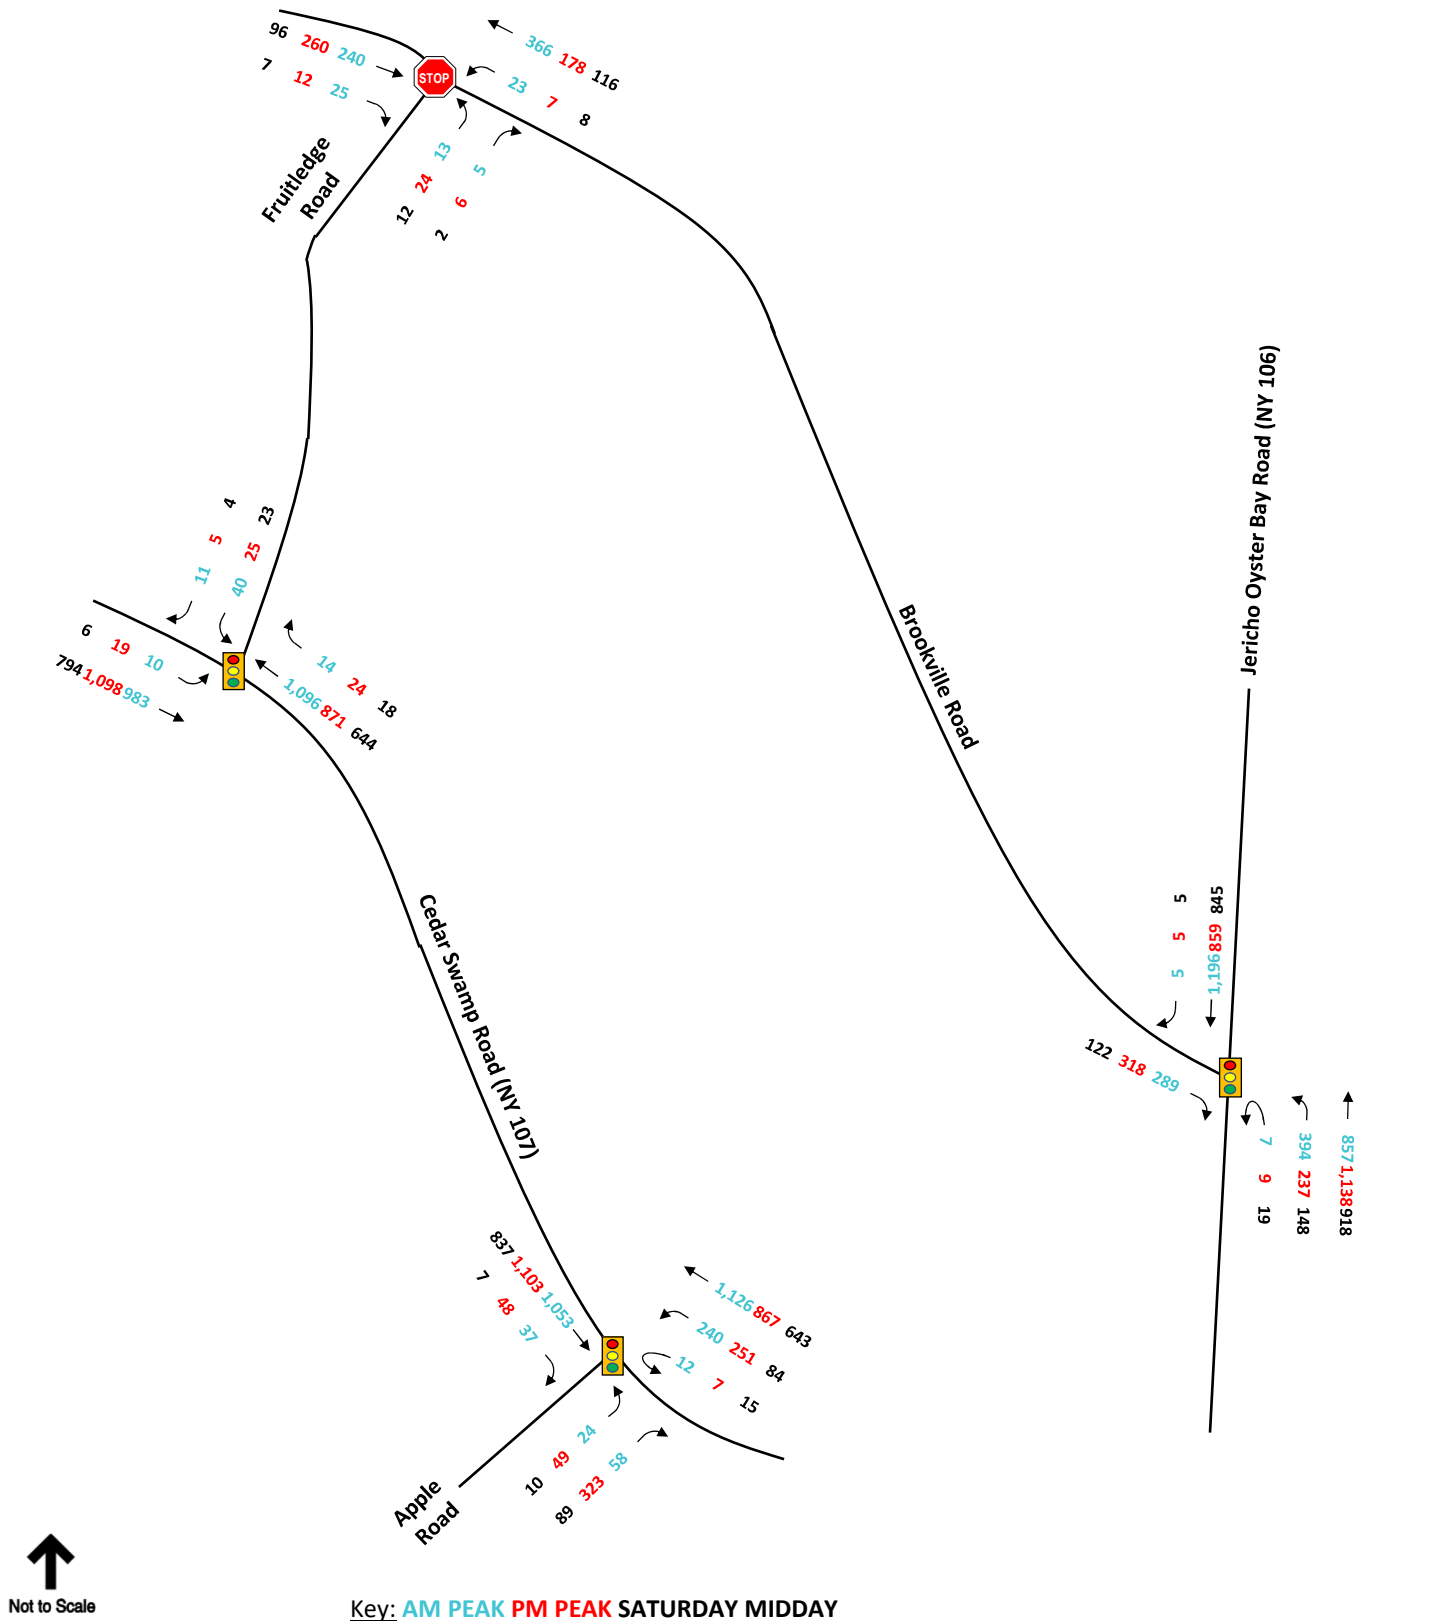 96 260 240
7 12 25
STOP
366 178 116
23 7 8
12 24 13
2 6 5
Fruitledge
Road
Jericho Oyster Bay Road (NY 106)
11 5 4
40 25 23
6 19 10
794 1,098 983
14 24 18
1,096 871 644
Brookville Road
Cedar Swamp Road (NY 107)
5 5 5
1,196 859 845
122 318 289
7 9 19
394 237 148
857 1,138 918
837 1,103 1,053
7 48 37
1,126 867 643
240 251 84
12 7 15
10 49 24
89 323 58
Apple
Road
Not to Scale
Key: AM PEAK PM PEAK SATURDAY MIDDAY